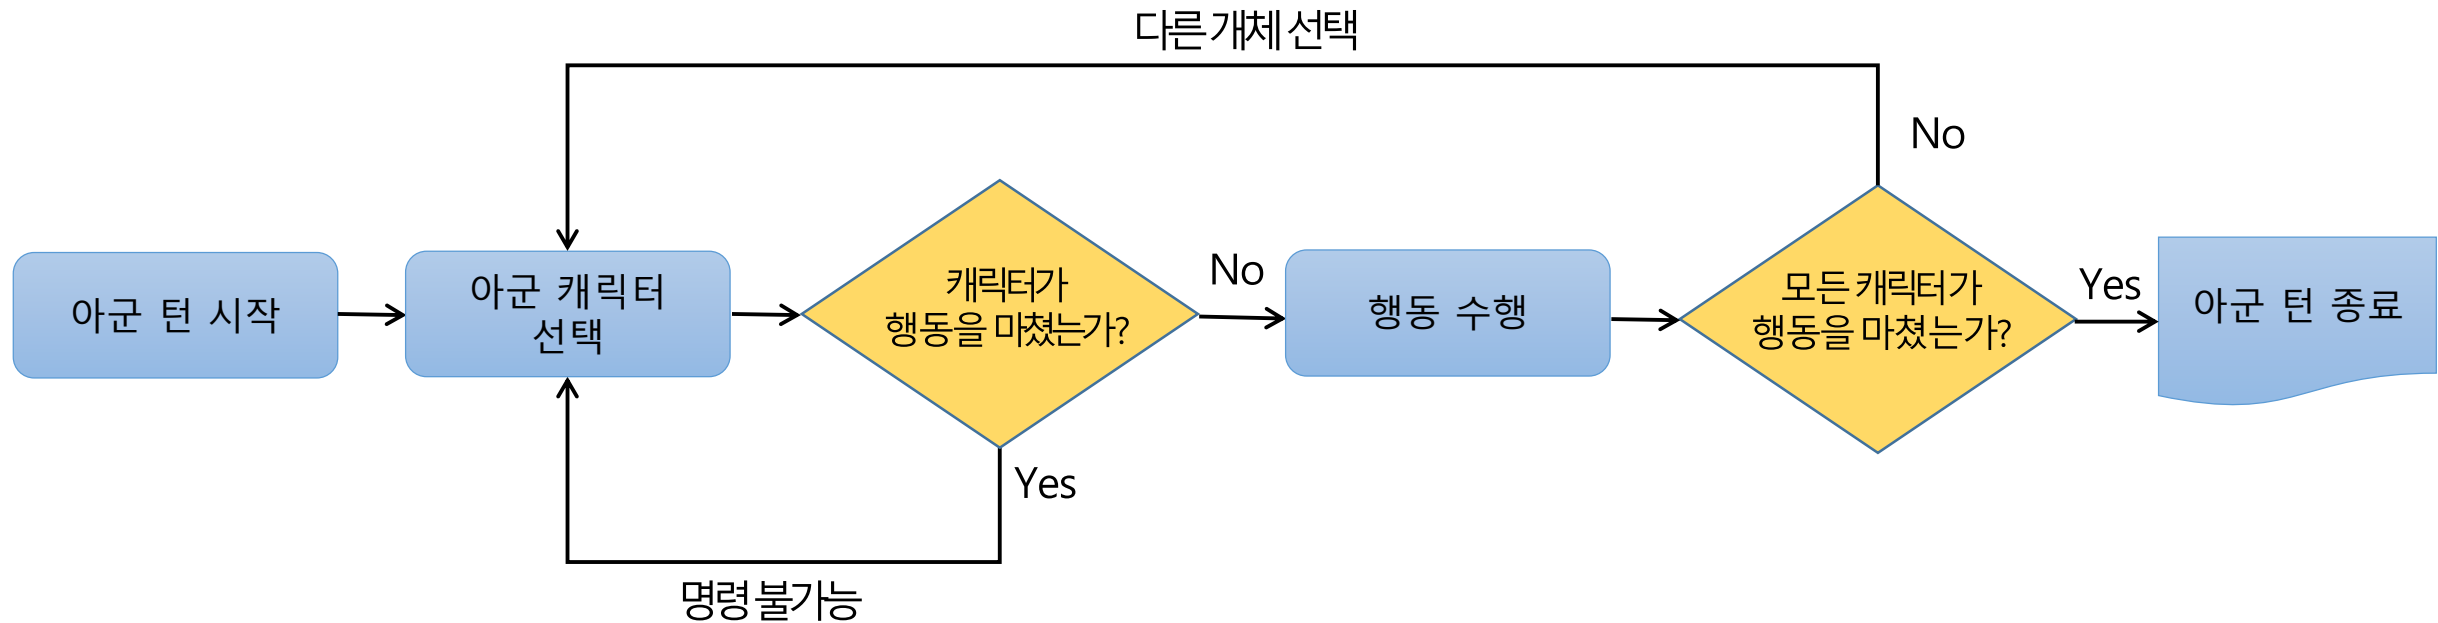 다른 개체 선택
No
아군 턴 시작
아군 캐릭터
선택
캐릭터가
행동을 마쳤는가?
No
행동 수행
모든 캐릭터가
행동을 마쳤는가?
Yes
아군 턴 종료
Yes
명령 불가능